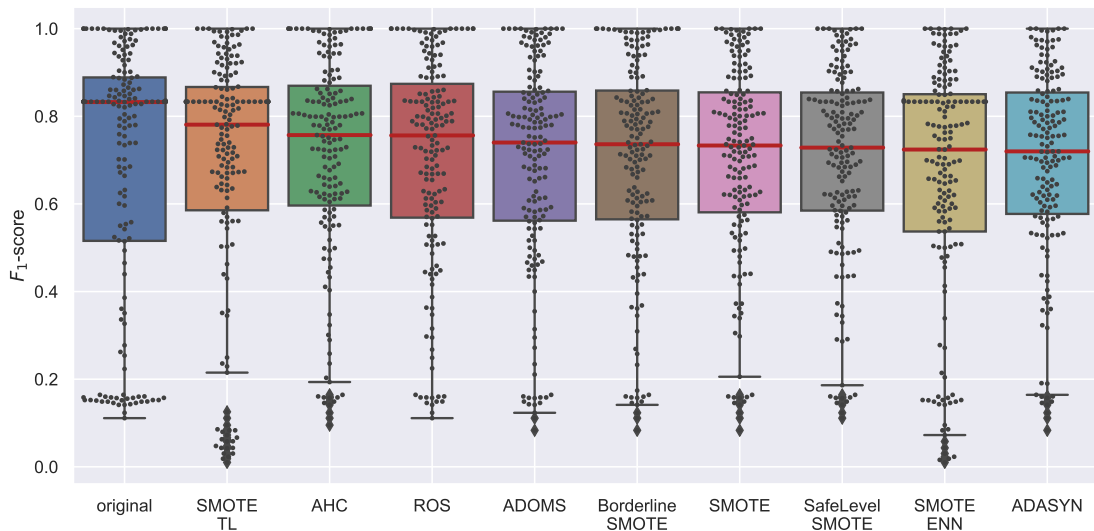 1.0
0.8
0.6
0.4
0.2
0.0
F₁-score
original
SMOTE
TL
AHC
ROS
ADOMS
Borderline
SMOTE
SMOTE
SafeLevel
SMOTE
SMOTE
ENN
ADASYN